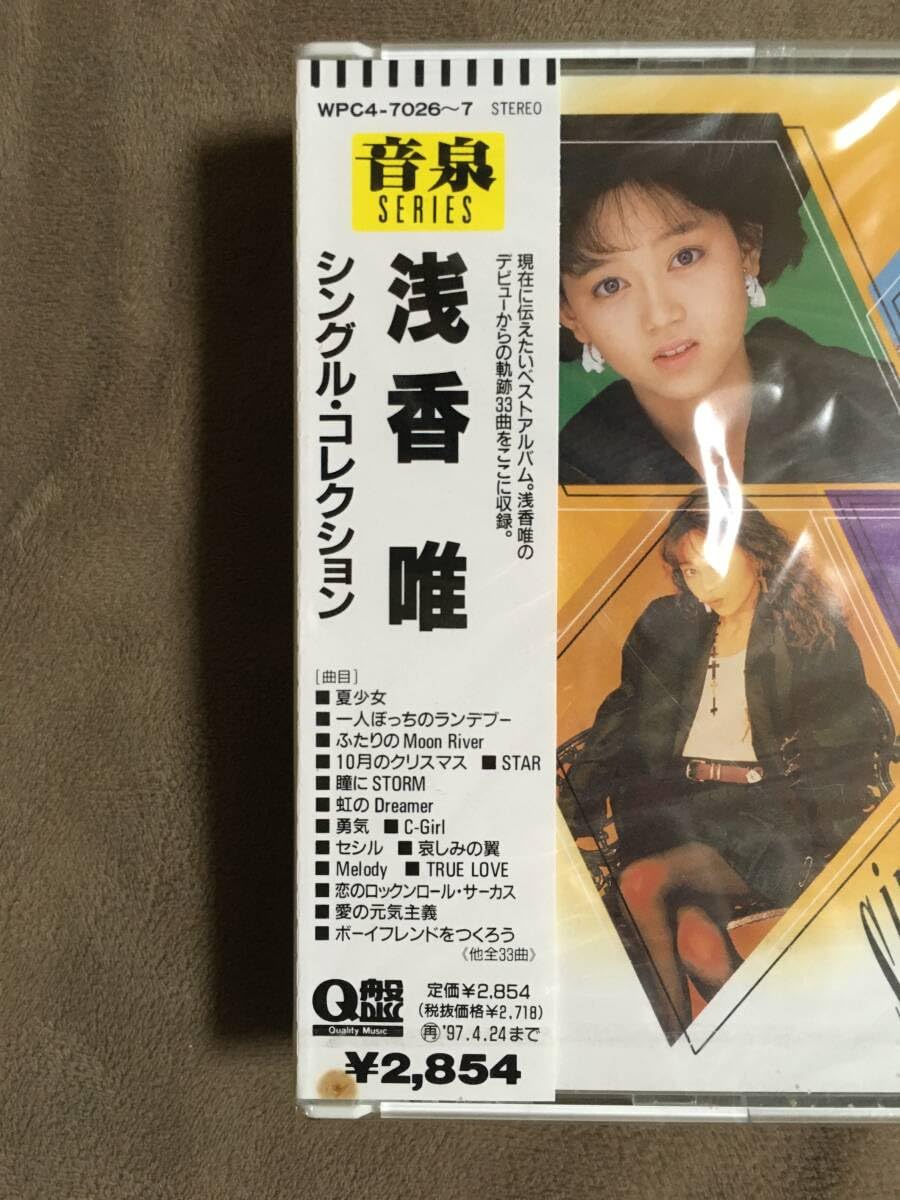 WPC4-7026〜7 STEREO
音泉
SERIES
現在に伝えたいベストアルバム。浅香唯の
デビューからの軌跡33曲をここに収録。
浅香唯
シングル・コレクション
[曲目]
■ 夏少女
■ 一人ぼっちのランデブー
■ ふたりのMoon River
■ 10月のクリスマス ■ STAR
■ 瞳にSTORM
■ 虹のDreamer
■ 勇気 ■ C-Girl
■ セシル ■ 哀しみの翼
■ Melody ■ TRUE LOVE
■ 恋のロックンロール・サーカス
■ 愛の元気主義
■ ボーイフレンドをつくろう
《他全33曲》
Q盤
DISC
Quality Music
定価¥2,854
(税抜価格¥2,718)
再'97.4.24まで
¥2,854